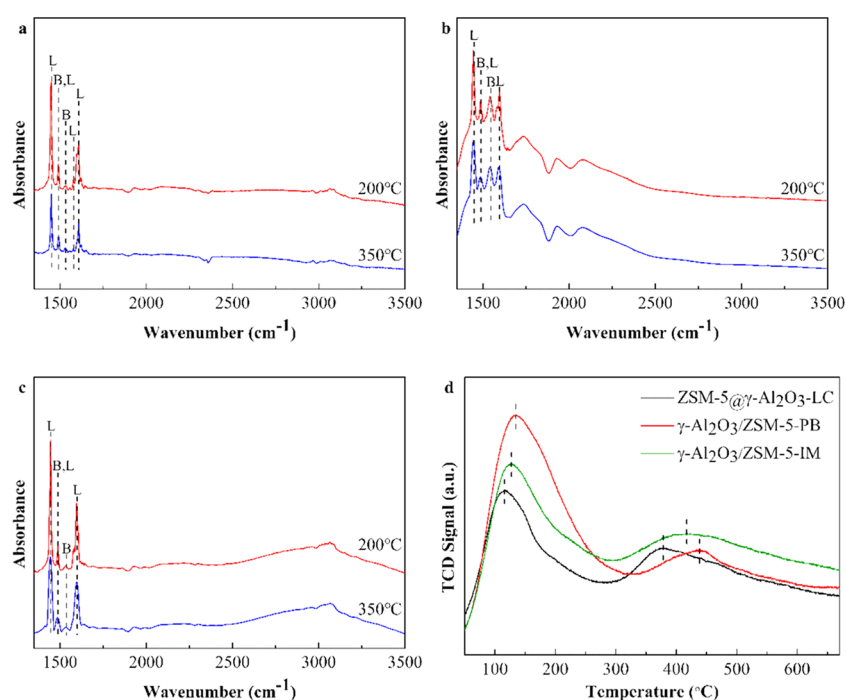 a
L
B,L
B
L
L
200°C
350°C
Absorbance
1500 2000 2500 3000 3500
Wavenumber (cm-1)
b
L
B,L
BL
200°C
350°C
Absorbance
1500 2000 2500 3000 3500
Wavenumber (cm-1)
c
L
B,L
B
L
200°C
350°C
Absorbance
1500 2000 2500 3000 3500
Wavenumber (cm-1)
d
ZSM-5@γ-Al2O3-LC
γ-Al2O3/ZSM-5-PB
γ-Al2O3/ZSM-5-IM
TCD Signal (a.u.)
100 200 300 400 500 600
Temperature (°C)